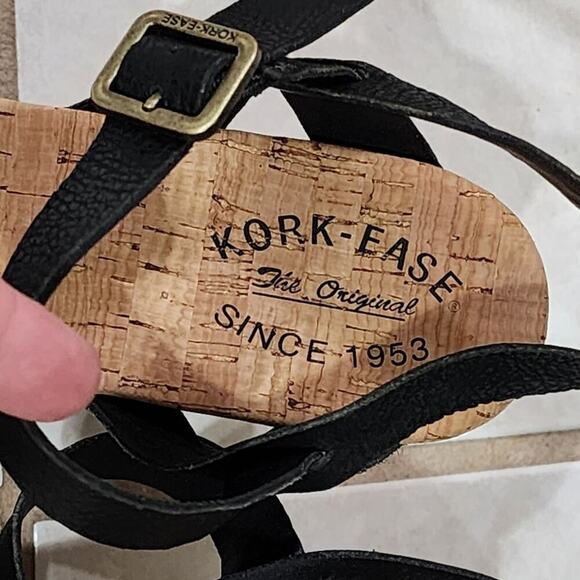 KORK-EASE
KORK-EASE®
The Original
SINCE 1953